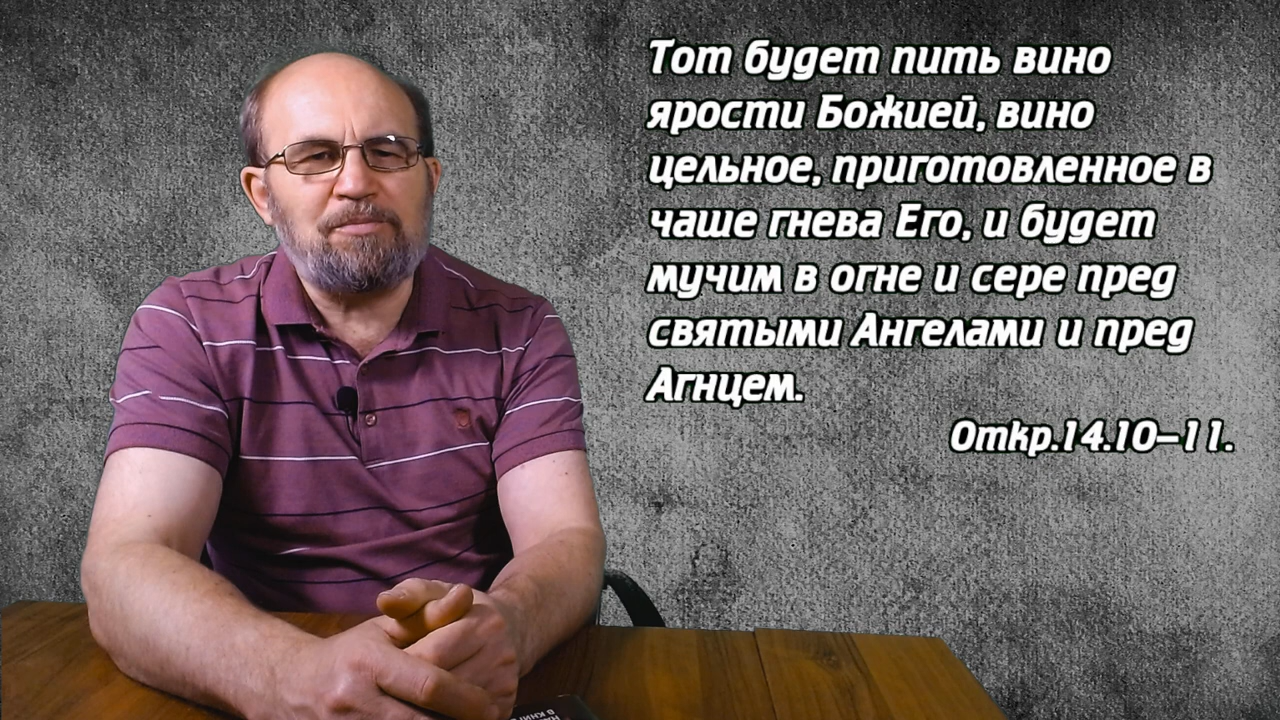 Тот будет пить вино
ярости Божией, вино
цельное, приготовленное в
чаше гнева Его, и будет
мучим в огне и сере пред
святыми Ангелами и пред
Агнцем.
Откр.14.10–11.